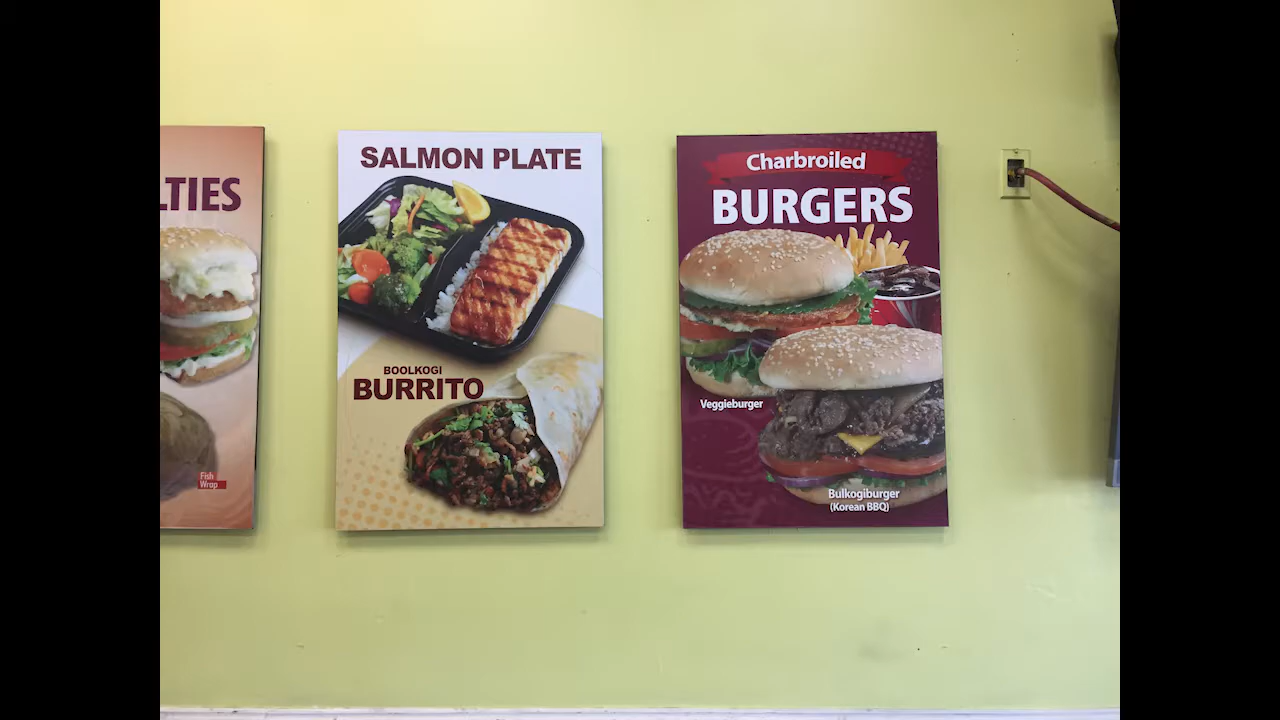 LTIES
Fish
Wrap
SALMON PLATE
BOOLKOGI
BURRITO
Charbroiled
BURGERS
Veggieburger
Bulkogiburger
(Korean BBQ)